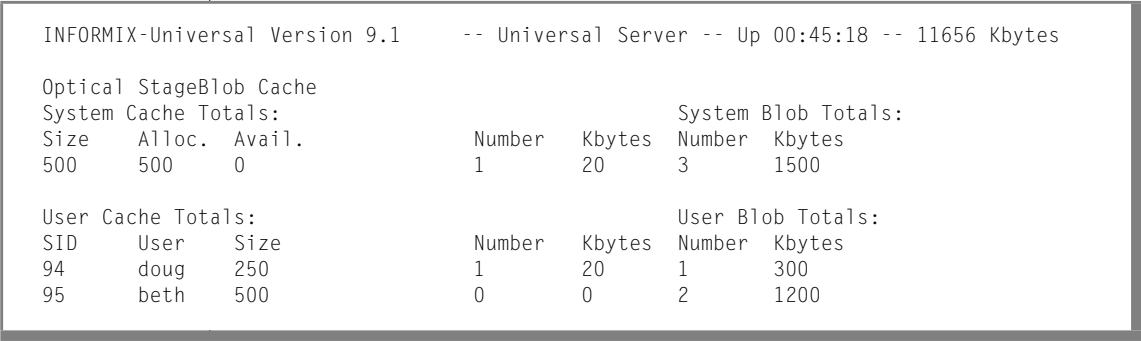 INFORMIX-Universal Version 9.1 -- Universal Server -- Up 00:45:18 -- 11656 Kbytes
Optical StageBlob Cache
System Cache Totals: System Blob Totals:
Size Alloc. Avail. Number Kbytes Number Kbytes
500 500 0 1 20 3 1500
User Cache Totals: User Blob Totals:
SID User Size Number Kbytes Number Kbytes
94 doug 250 1 20 1 300
95 beth 500 0 0 2 1200